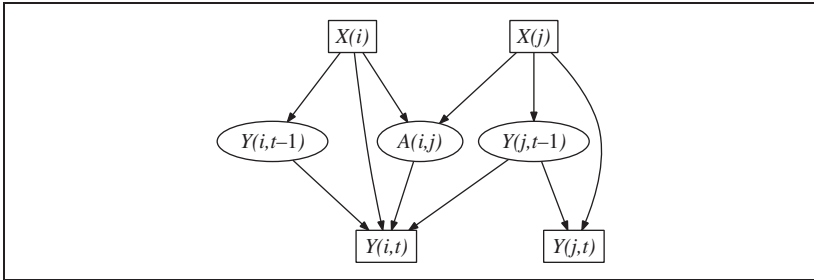 X(i) X(j)
Y(i,t–1) A(i,j) Y(j,t–1)
Y(i,t) Y(j,t)